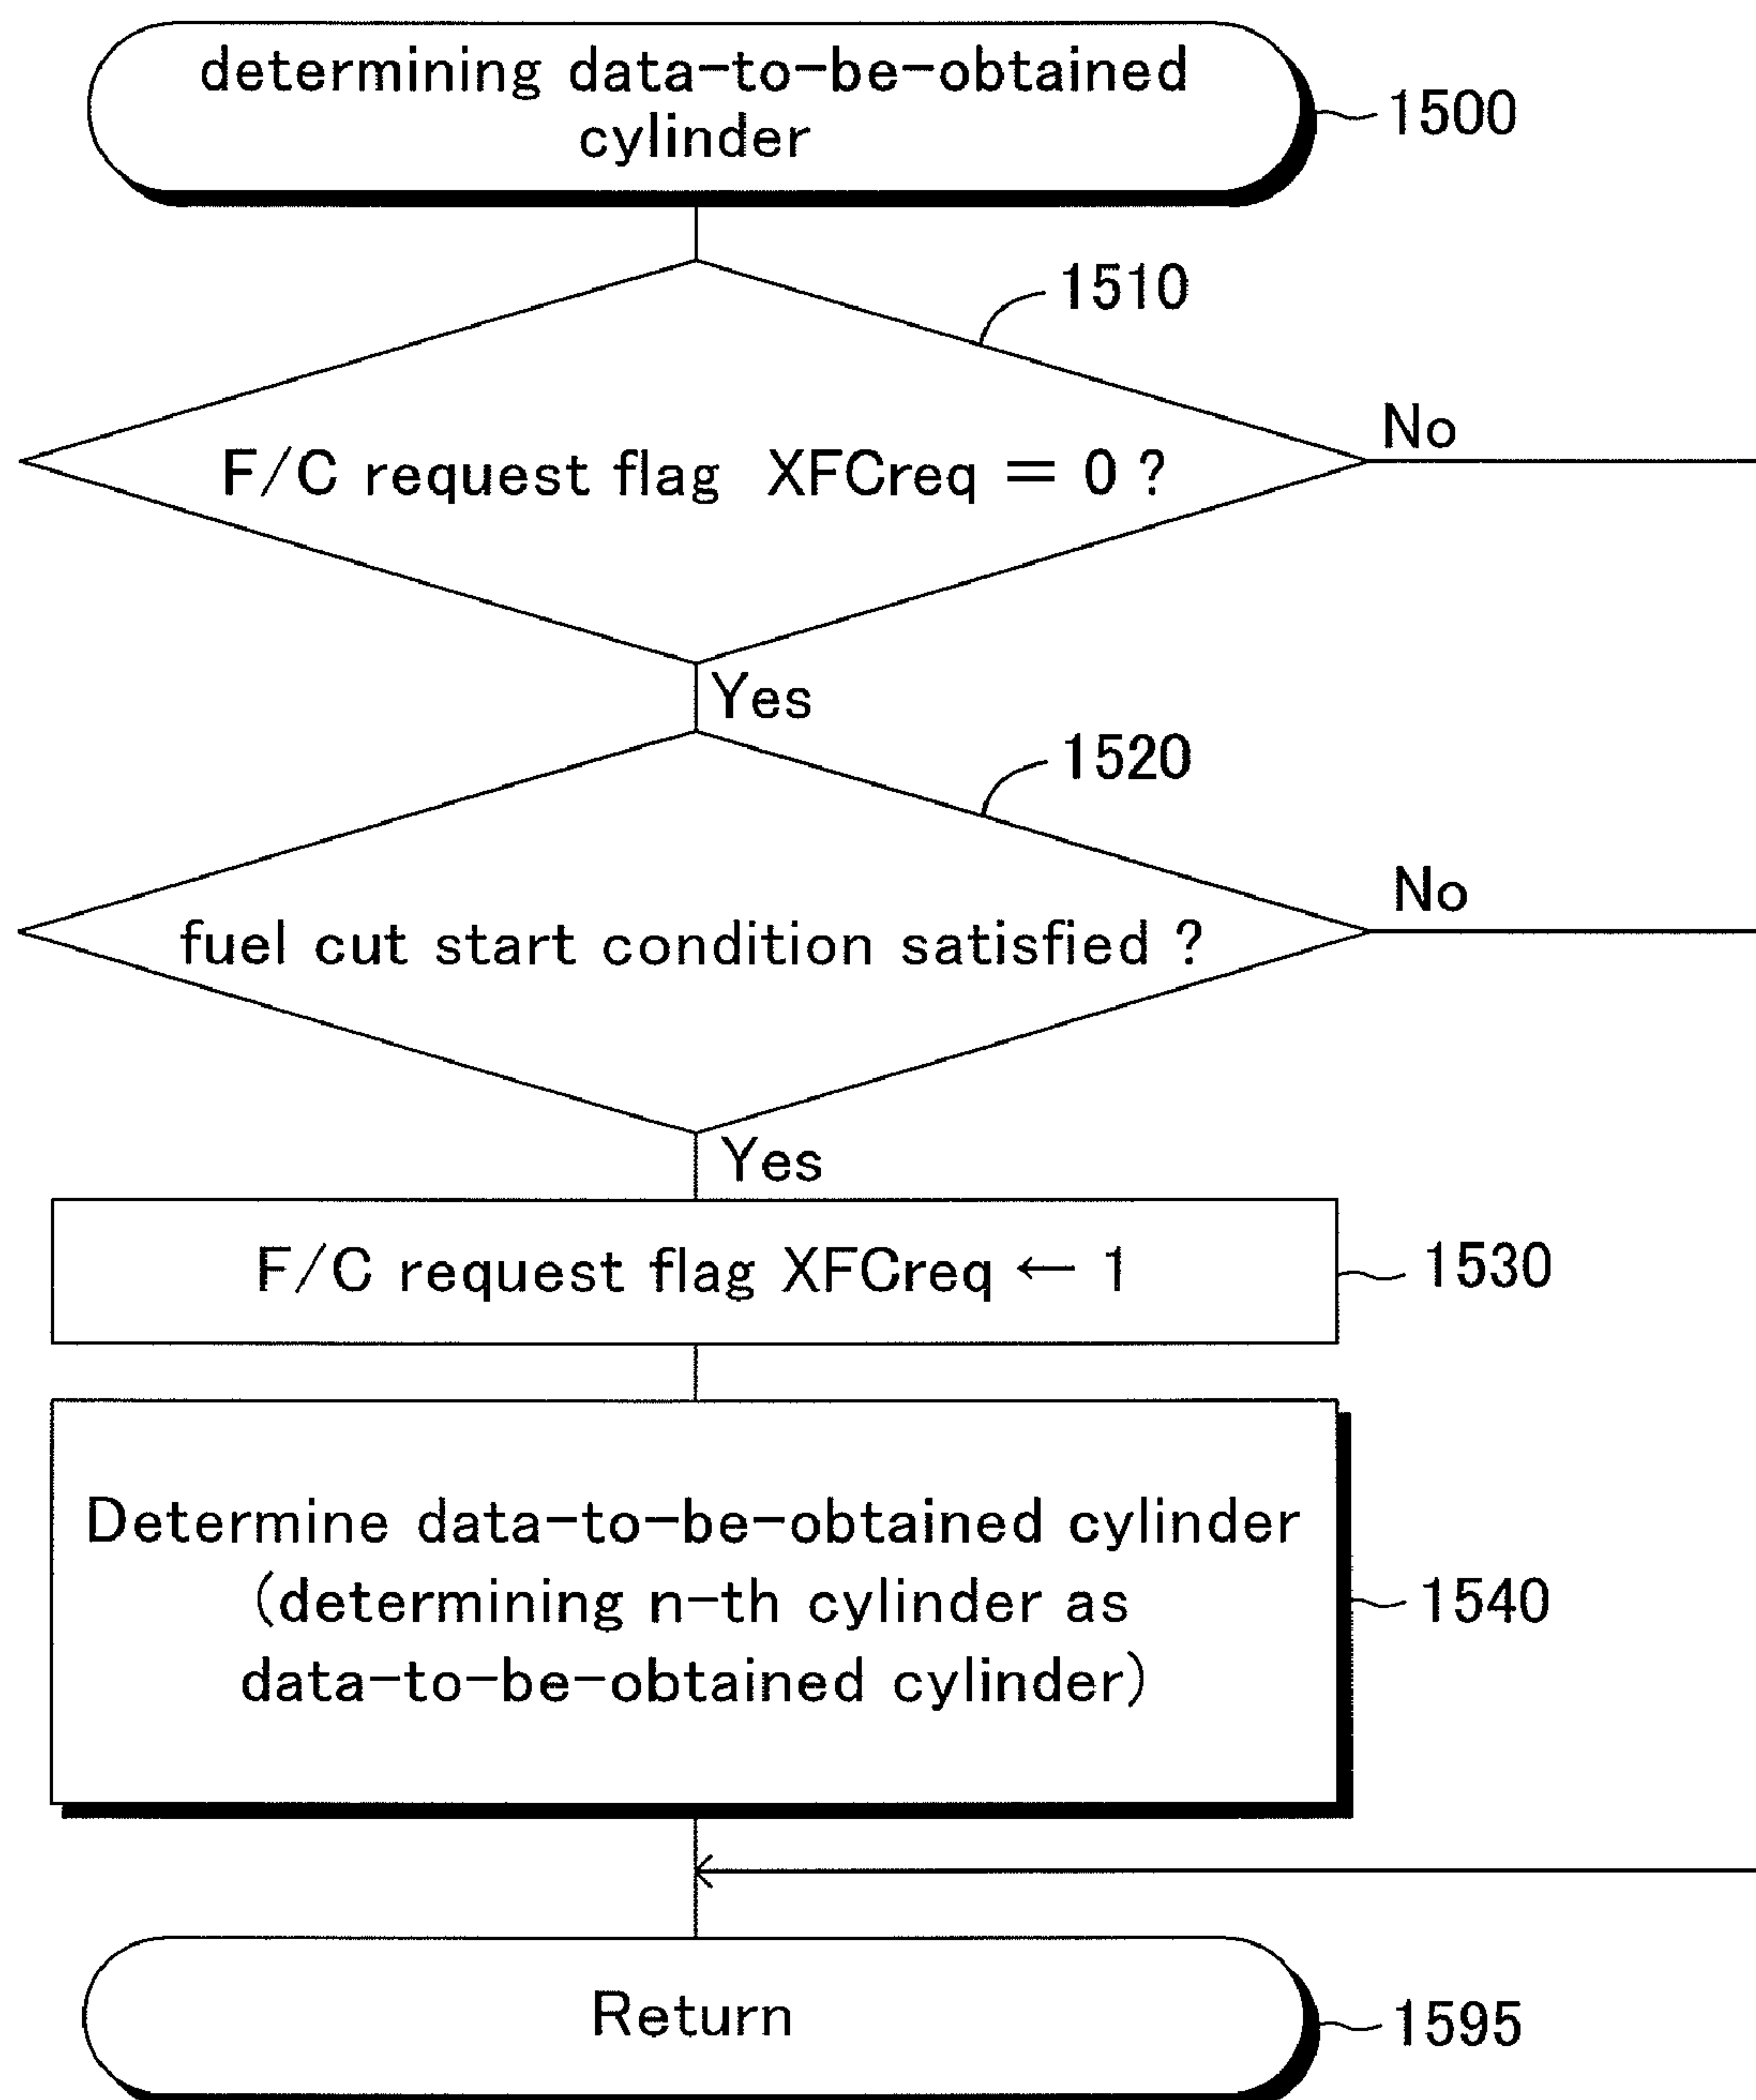 determining data-to-be-obtained
cylinder
1500
1510
F/C request flag XFCreq = 0 ?
No
Yes
1520
fuel cut start condition satisfied ?
No
Yes
F/C request flag XFCreq ← 1
1530
Determine data-to-be-obtained cylinder
(determining n-th cylinder as
data-to-be-obtained cylinder)
1540
Return
1595